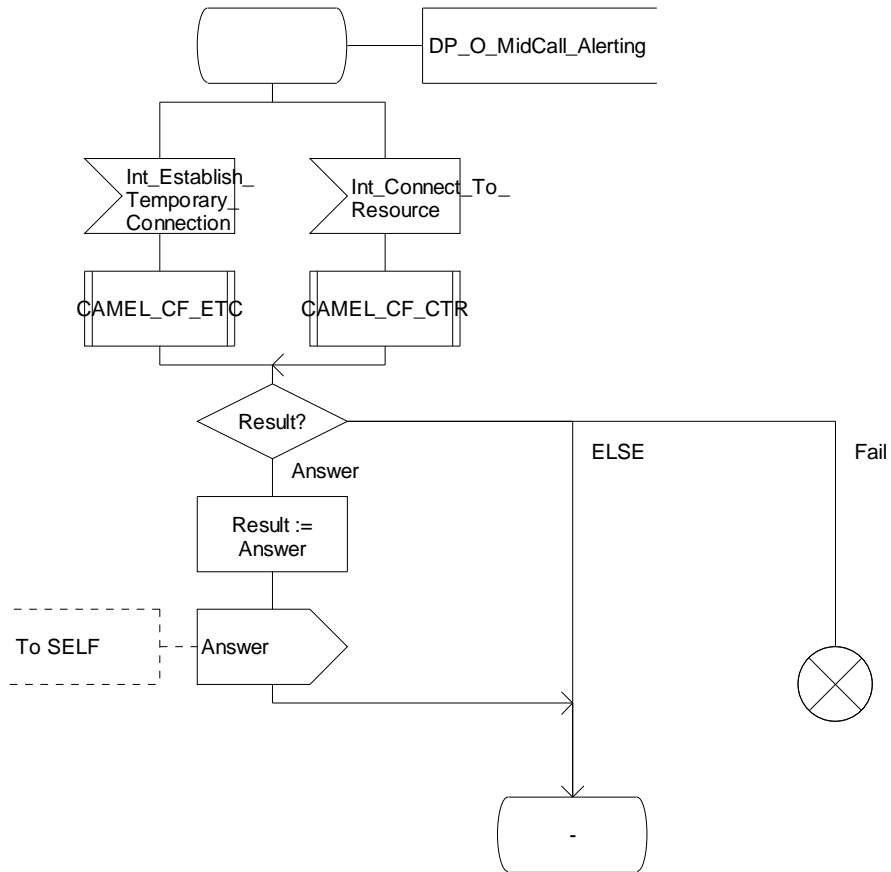 DP_O_MidCall_Alerting
Int_Establish_
Temporary_
Connection
Int_Connect_To_
Resource
CAMEL_CF_ETC
CAMEL_CF_CTR
Result?
ELSE
Fail
Answer
Result :=
Answer
To SELF
Answer
-